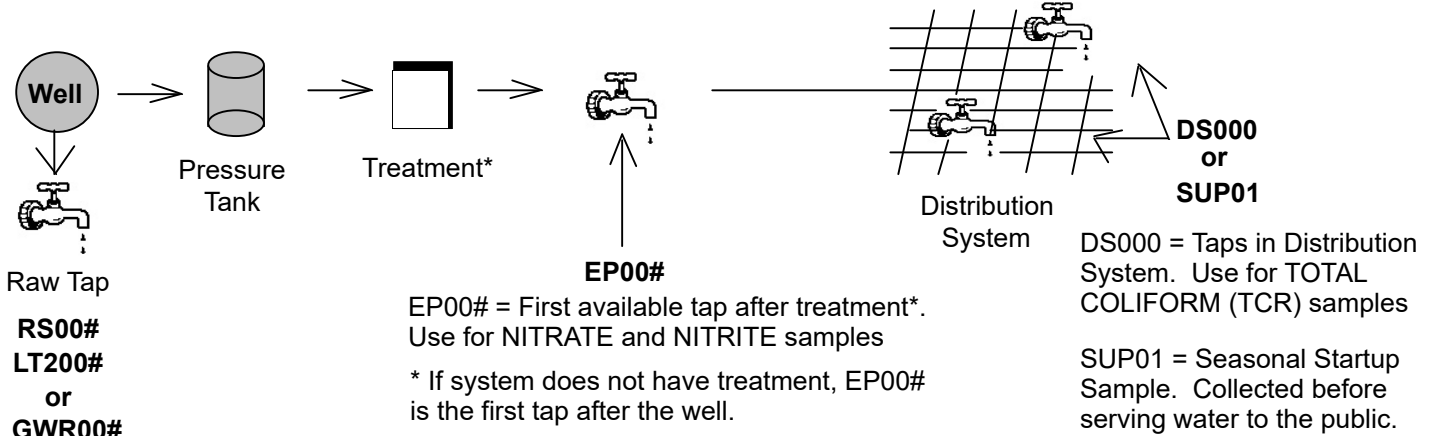 Well
Pressure
Tank
Treatment*
Raw Tap
RS00#
LT200#
or
GWR00#
EP00#
EP00# = First available tap after treatment*.
Use for NITRATE and NITRITE samples
* If system does not have treatment, EP00#
is the first tap after the well.
Distribution
System
DS000
or
SUP01
DS000 = Taps in Distribution
System. Use for TOTAL
COLIFORM (TCR) samples
SUP01 = Seasonal Startup
Sample. Collected before
serving water to the public.